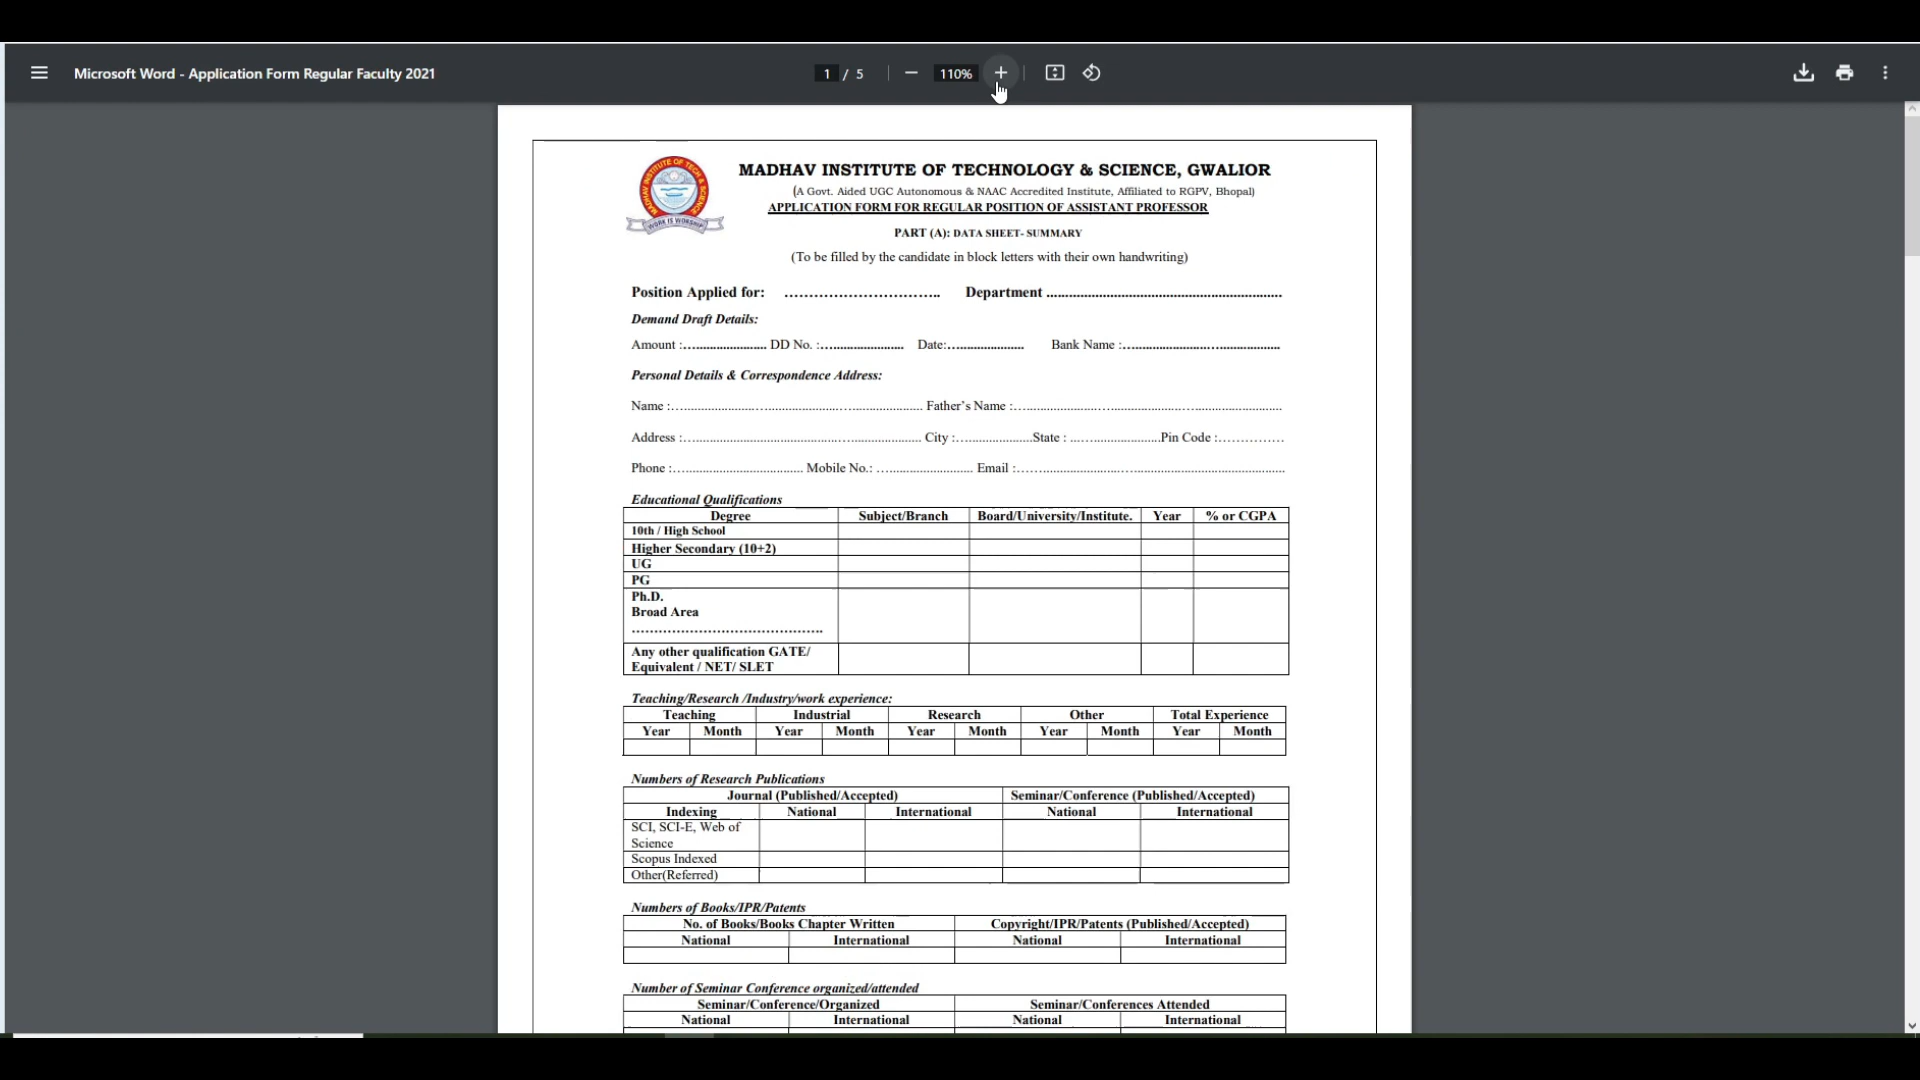 Microsoft Word - Application Form Regular Faculty 2021
1 / 5
110%
MADHAV INSTITUTE OF TECH & SCIENCE
WORK IS WORSHIP
MADHAV INSTITUTE OF TECHNOLOGY & SCIENCE, GWALIOR
(A Govt. Aided UGC Autonomous & NAAC Accredited Institute, Affiliated to RGPV, Bhopal)
APPLICATION FORM FOR REGULAR POSITION OF ASSISTANT PROFESSOR
PART (A): DATA SHEET- SUMMARY
(To be filled by the candidate in block letters with their own handwriting)
Position Applied for: ………………………….. Department ................................................................
Demand Draft Details:
Amount :…...................... DD No. :…...................... Date:…..................... Bank Name :…........................…...................
Personal Details & Correspondence Address:
Name :…......................…......................…...................... Father's Name :…......................…......................…..........................
Address :….........................................…...................... City :…....................State : ...….....................Pin Code :……………
Phone :…..................................... Mobile No.: …......................... Email :……......................…................................................
Educational Qualifications
Degree Subject/Branch Board/University/Institute. Year % or CGPA
10th / High School
Higher Secondary (10+2)
UG
PG
Ph.D.
Broad Area
…………………………………….
Any other qualification GATE/
Equivalent / NET/ SLET
Teaching/Research /Industry/work experience:
Teaching Industrial Research Other Total Experience
Year Month Year Month Year Month Year Month Year Month
Numbers of Research Publications
Journal (Published/Accepted) Seminar/Conference (Published/Accepted)
Indexing National International National International
SCI, SCI-E, Web of
Science
Scopus Indexed
Other(Referred)
Numbers of Books/IPR/Patents
No. of Books/Books Chapter Written Copyright/IPR/Patents (Published/Accepted)
National International National International
Number of Seminar Conference organized/attended
Seminar/Conference/Organized Seminar/Conferences Attended
National International National International